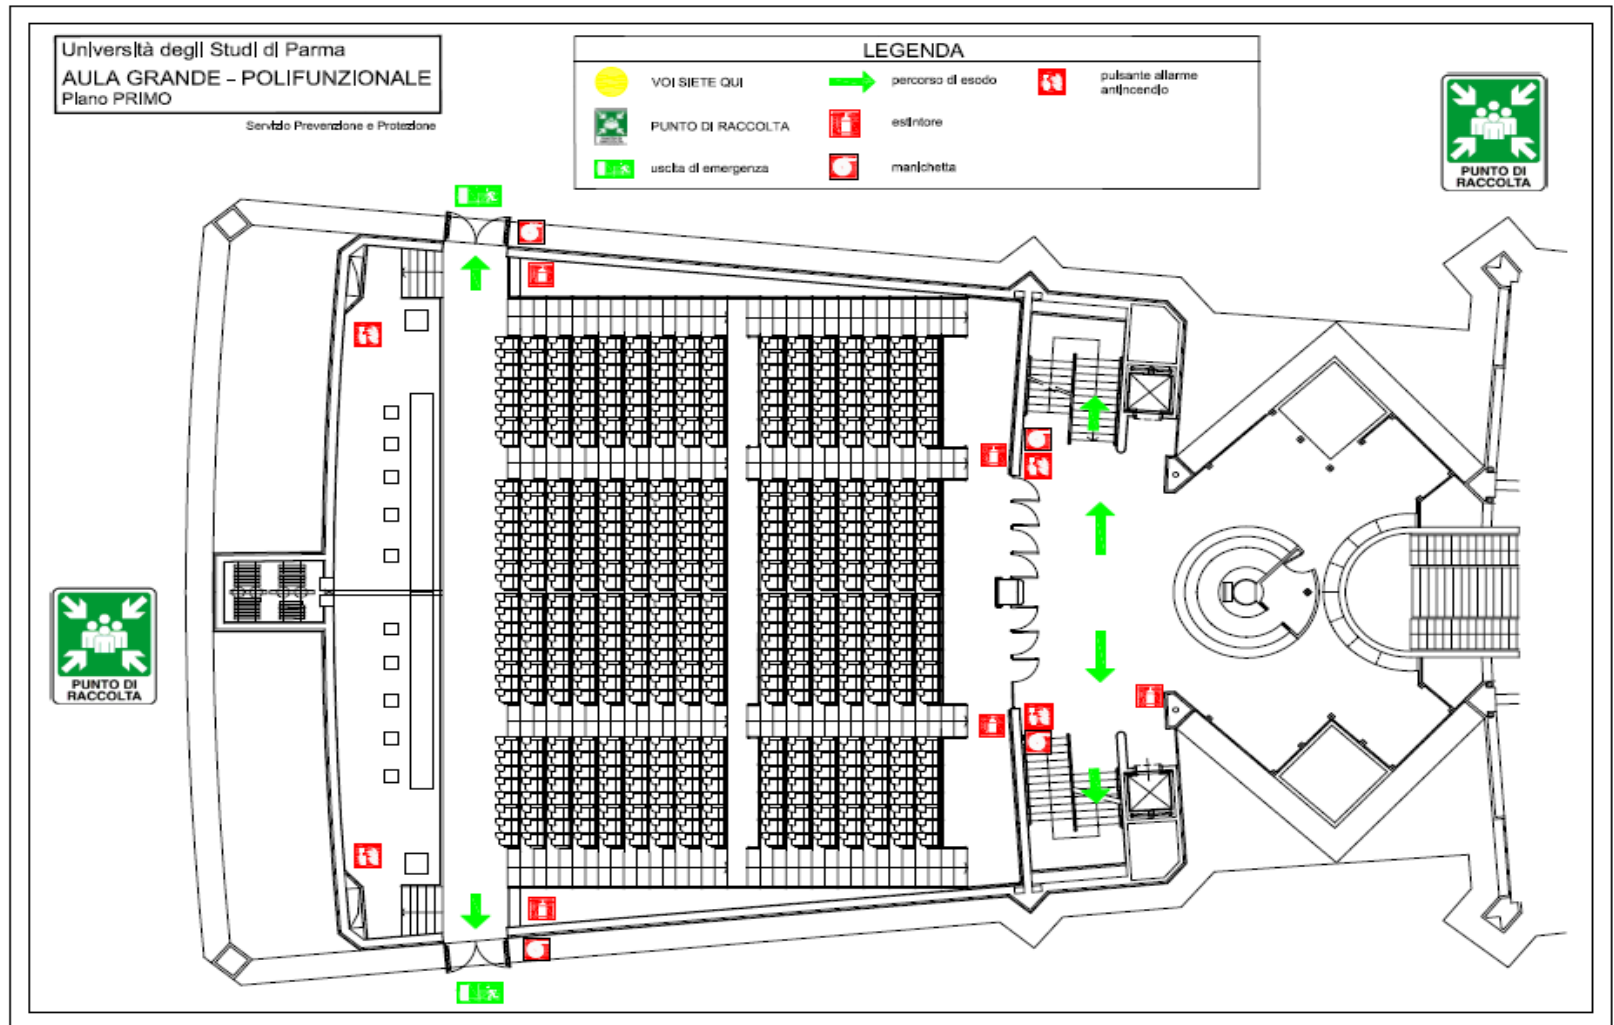 Università degli Studi di Parma
AULA GRANDE - POLIFUNZIONALE
Piano PRIMO
Servizio Prevenzione e Protezione
LEGENDA
VOI SIETE QUI
percorso di esodo
pulsante allarme
antincendio
PUNTO DI RACCOLTA
estintore
uscita di emergenza
manichetta
PUNTO DI
RACCOLTA
PUNTO DI
RACCOLTA